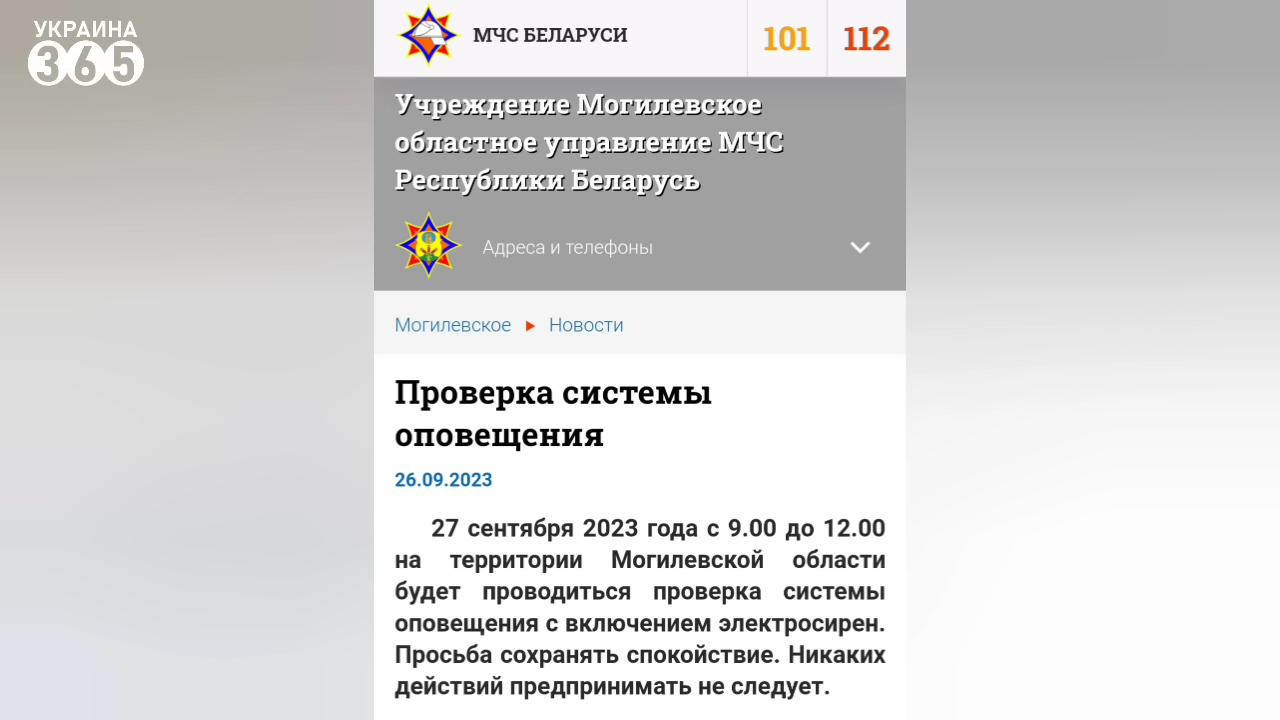 УКРАИНА
365
МЧС БЕЛАРУСИ
101
112
Учреждение Могилевское
областное управление МЧС
Республики Беларусь
Адреса и телефоны
Могилевское
Новости
Проверка системы
оповещения
26.09.2023
27 сентября 2023 года с 9.00 до 12.00
на территории Могилевской области
будет проводиться проверка системы
оповещения с включением электросирен.
Просьба сохранять спокойствие. Никаких
действий предпринимать не следует.